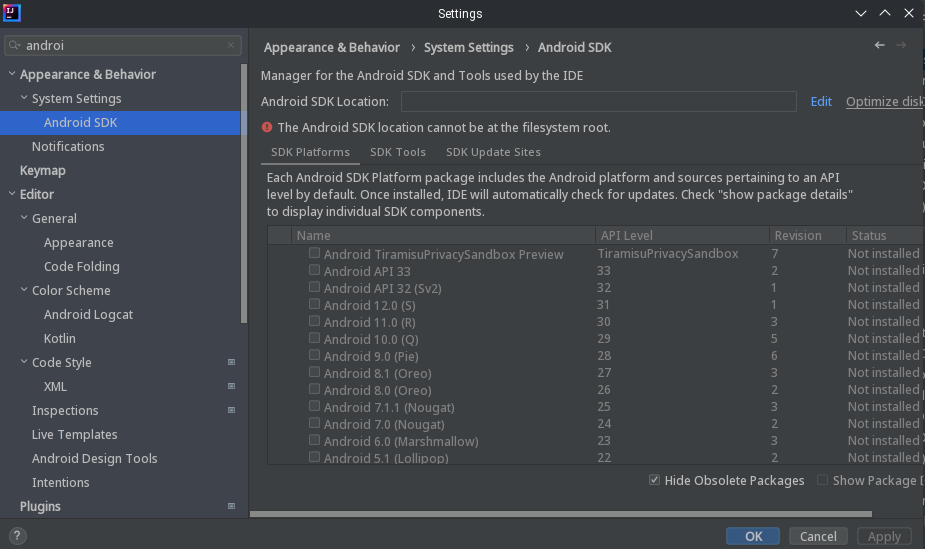 Settings
androi
Appearance & Behavior
System Settings
Android SDK
Notifications
Keymap
Editor
General
Appearance
Code Folding
Color Scheme
Android Logcat
Kotlin
Code Style
XML
Inspections
Live Templates
Android Design Tools
Intentions
Plugins
Appearance & Behavior › System Settings › Android SDK
Manager for the Android SDK and Tools used by the IDE
Android SDK Location: Edit Optimize disk
The Android SDK location cannot be at the filesystem root.
SDK Platforms SDK Tools SDK Update Sites
Each Android SDK Platform package includes the Android platform and sources pertaining to an API
level by default. Once installed, IDE will automatically check for updates. Check "show package details"
to display individual SDK components.
Name API Level Revision Status
Android TiramisuPrivacySandbox Preview TiramisuPrivacySandbox 7 Not installed
Android API 33 33 2 Not installed
Android API 32 (Sv2) 32 1 Not installed
Android 12.0 (S) 31 1 Not installed
Android 11.0 (R) 30 3 Not installed
Android 10.0 (Q) 29 5 Not installed
Android 9.0 (Pie) 28 6 Not installed
Android 8.1 (Oreo) 27 3 Not installed
Android 8.0 (Oreo) 26 2 Not installed
Android 7.1.1 (Nougat) 25 3 Not installed
Android 7.0 (Nougat) 24 2 Not installed
Android 6.0 (Marshmallow) 23 3 Not installed
Android 5.1 (Lollipop) 22 2 Not installed
Hide Obsolete Packages Show Package
? OK Cancel Apply